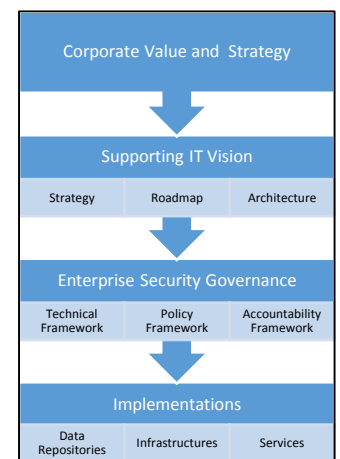 Corporate Value and Strategy
Supporting IT Vision
Strategy Roadmap Architecture
Enterprise Security Governance
Technical Policy Accountability
Framework Framework Framework
Implementations
Data
Repositories Infrastructures Services